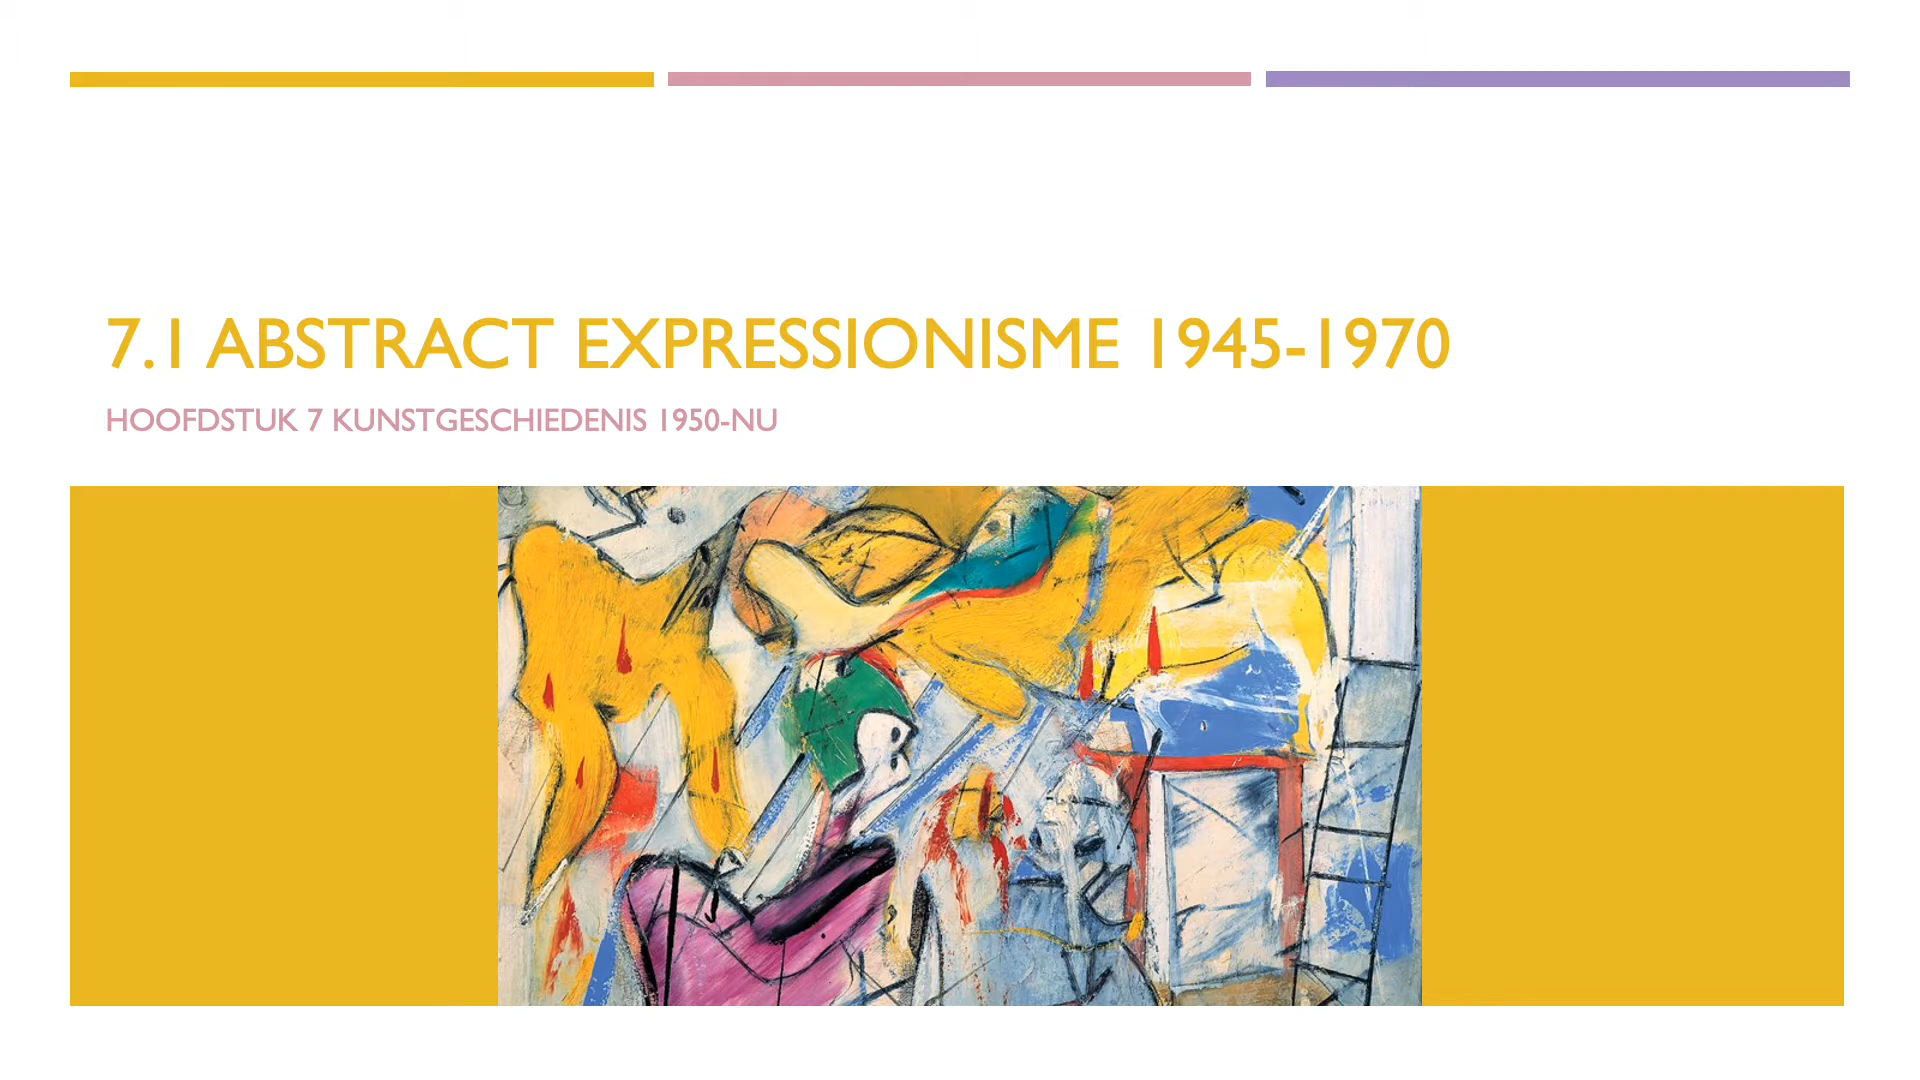 7.1 ABSTRACT EXPRESSIONISME 1945-1970
HOOFDSTUK 7 KUNSTGESCHIEDENIS 1950-NU